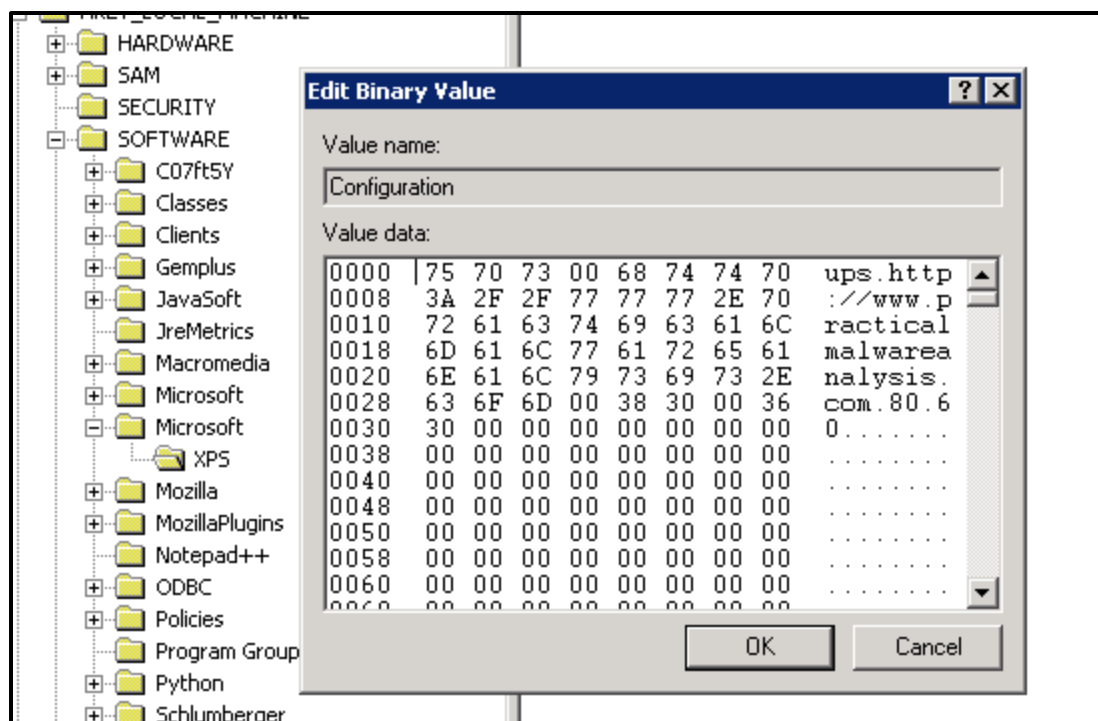 HKEY_LOCAL_MACHINE
HARDWARE
SAM
SECURITY
SOFTWARE
C07ft5Y
Classes
Clients
Gemplus
JavaSoft
JreMetrics
Macromedia
Microsoft
Microsoft
XPS
Mozilla
MozillaPlugins
Notepad++
ODBC
Policies
Program Group
Python
Schlumberger
Edit Binary Value
Value name:
Configuration
Value data:
0000 75 70 73 00 68 74 74 70 ups.http
0008 3A 2F 2F 77 77 77 2E 70 ://www.p
0010 72 61 63 74 69 63 61 6C ractical
0018 6D 61 6C 77 61 72 65 61 malwarea
0020 6E 61 6C 79 73 69 73 2E nalysis.
0028 63 6F 6D 00 38 30 00 36 com.80.6
0030 30 00 00 00 00 00 00 00 0.......
0038 00 00 00 00 00 00 00 00 ........
0040 00 00 00 00 00 00 00 00 ........
0048 00 00 00 00 00 00 00 00 ........
0050 00 00 00 00 00 00 00 00 ........
0058 00 00 00 00 00 00 00 00 ........
0060 00 00 00 00 00 00 00 00 ........
OK Cancel